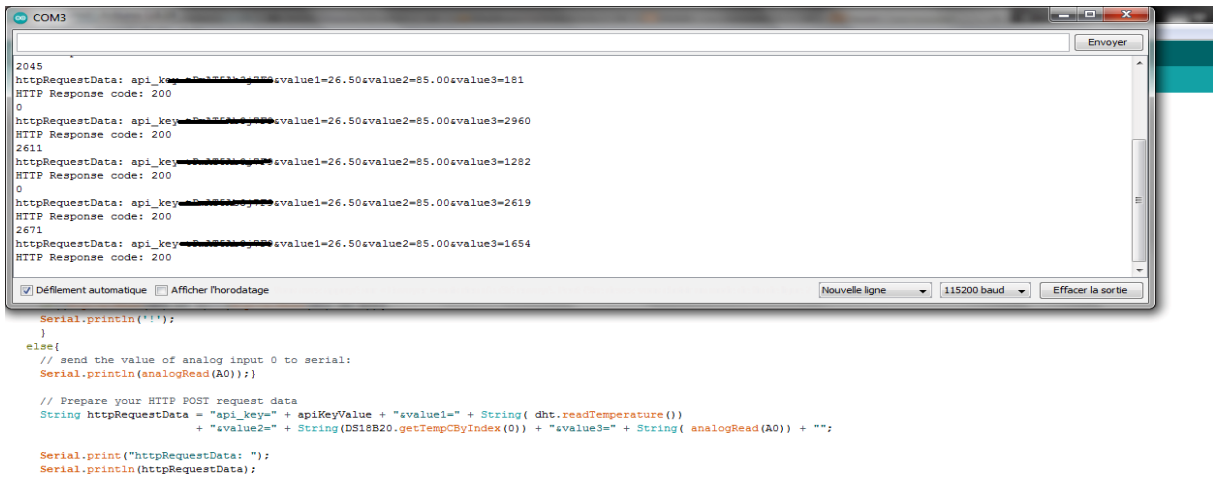 COM3
Envoyer
2045
httpRequestData: api_key &value1=26.50&value2=85.00&value3=181
HTTP Response code: 200
0
httpRequestData: api_key &value1=26.50&value2=85.00&value3=2960
HTTP Response code: 200
2611
httpRequestData: api_key &value1=26.50&value2=85.00&value3=1282
HTTP Response code: 200
0
httpRequestData: api_key &value1=26.50&value2=85.00&value3=2619
HTTP Response code: 200
2671
httpRequestData: api_key &value1=26.50&value2=85.00&value3=1654
HTTP Response code: 200
Défilement automatique Afficher l'horodatage Nouvelle ligne 115200 baud Effacer la sortie
Serial.println('!');
}
else{
// send the value of analog input 0 to serial:
Serial.println(analogRead(A0));}
// Prepare your HTTP POST request data
String httpRequestData = "api_key=" + apiKeyValue + "&value1=" + String( dht.readTemperature())
+ "&value2=" + String(DS18B20.getTempCByIndex(0)) + "&value3=" + String( analogRead(A0)) + "";
Serial.print("httpRequestData: ");
Serial.println(httpRequestData);